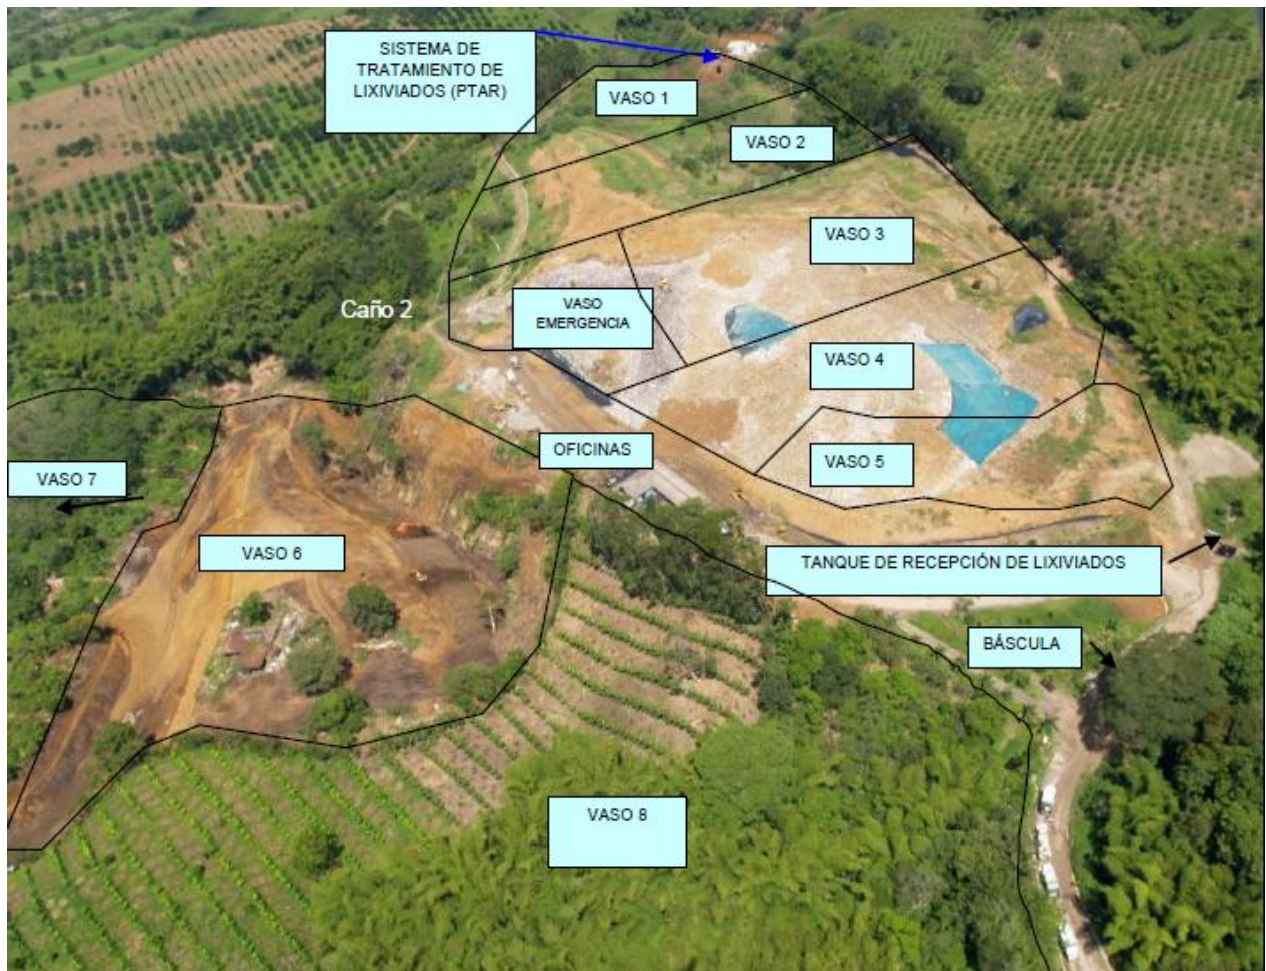 SISTEMA DE
TRATAMIENTO DE
LIXIVIADOS (PTAR)
VASO 1
VASO 2
VASO 3
VASO
EMERGENCIA
Caño 2
VASO 4
OFICINAS
VASO 5
VASO 7
VASO 6
TANQUE DE RECEPCIÓN DE LIXIVIADOS
BÁSCULA
VASO 8